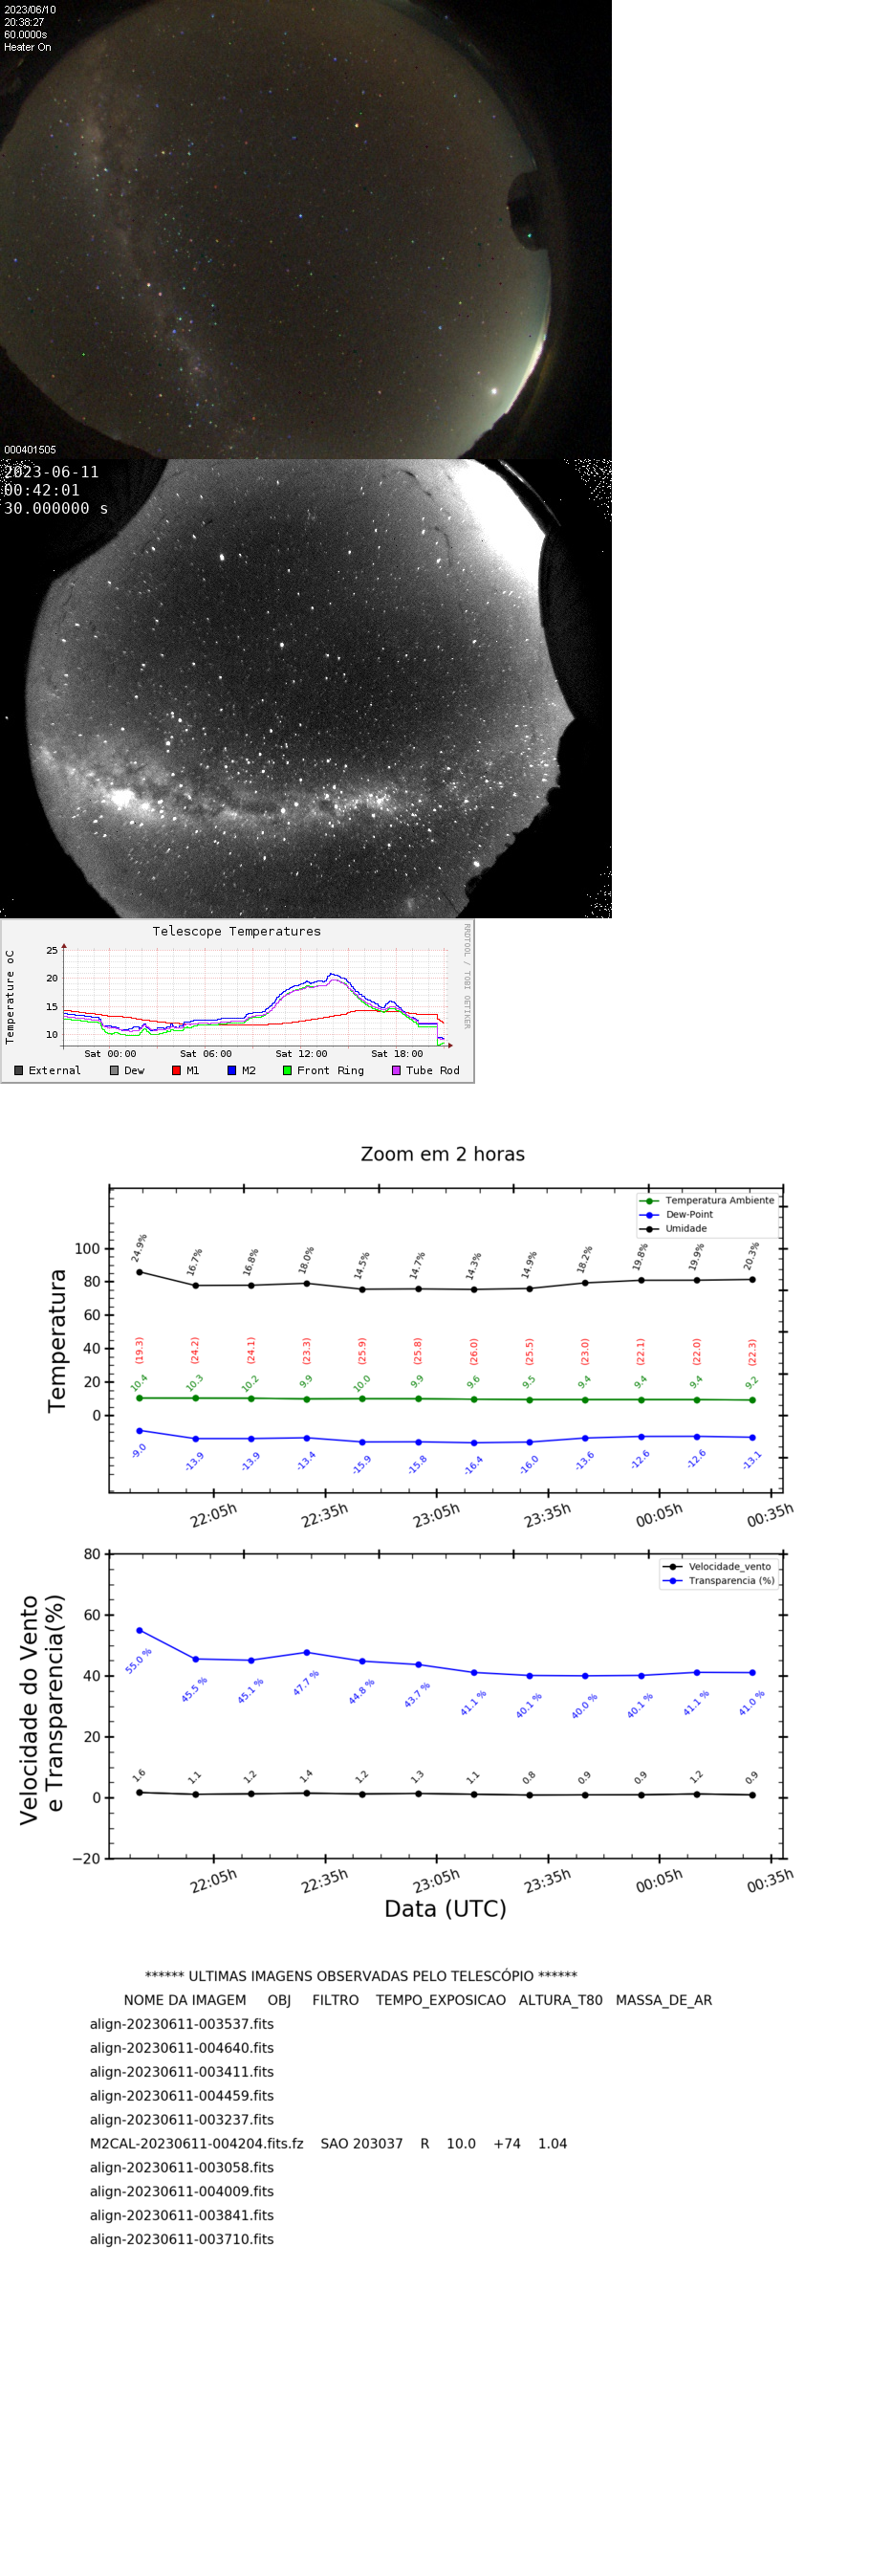 2023/06/10
20:38:27
60.0000s
Heater On
000401505
2023-06-11
00:42:01
30.000000 s
Telescope Temperatures
RRDTOOL / TOBI OETIKER
Temperature oC
25
20
15
10
Sat 00:00 Sat 06:00 Sat 12:00 Sat 18:00
External Dew M1 M2 Front Ring Tube Rod
Zoom em 2 horas
Temperatura Ambiente
Dew-Point
Umidade
Temperatura
100
80
60
40
20
0
24.9% 16.7% 16.8% 18.0% 14.5% 14.7% 14.3% 14.9% 18.2% 19.8% 19.9% 20.3%
(19.3) (24.2) (24.1) (23.3) (25.9) (25.8) (26.0) (25.5) (23.0) (22.1) (22.0) (22.3)
10.4 10.3 10.2 9.9 10.0 9.9 9.6 9.5 9.4 9.4 9.4 9.2
-9.0 -13.9 -13.9 -13.4 -15.9 -15.8 -16.4 -16.0 -13.6 -12.6 -12.6 -13.1
22:05h 22:35h 23:05h 23:35h 00:05h 00:35h
Velocidade_vento
Transparencia (%)
Velocidade do Vento
e Transparencia(%)
80
60
40
20
0
−20
55.0 % 45.5 % 45.1 % 47.7 % 44.8 % 43.7 % 41.1 % 40.1 % 40.0 % 40.1 % 41.1 % 41.0 %
1.6 1.1 1.2 1.4 1.2 1.3 1.1 0.8 0.9 0.9 1.2 0.9
22:05h 22:35h 23:05h 23:35h 00:05h 00:35h
Data (UTC)
****** ULTIMAS IMAGENS OBSERVADAS PELO TELESCÓPIO ******
NOME DA IMAGEM OBJ FILTRO TEMPO_EXPOSICAO ALTURA_T80 MASSA_DE_AR
align-20230611-003537.fits
align-20230611-004640.fits
align-20230611-003411.fits
align-20230611-004459.fits
align-20230611-003237.fits
M2CAL-20230611-004204.fits.fz SAO 203037 R 10.0 +74 1.04
align-20230611-003058.fits
align-20230611-004009.fits
align-20230611-003841.fits
align-20230611-003710.fits